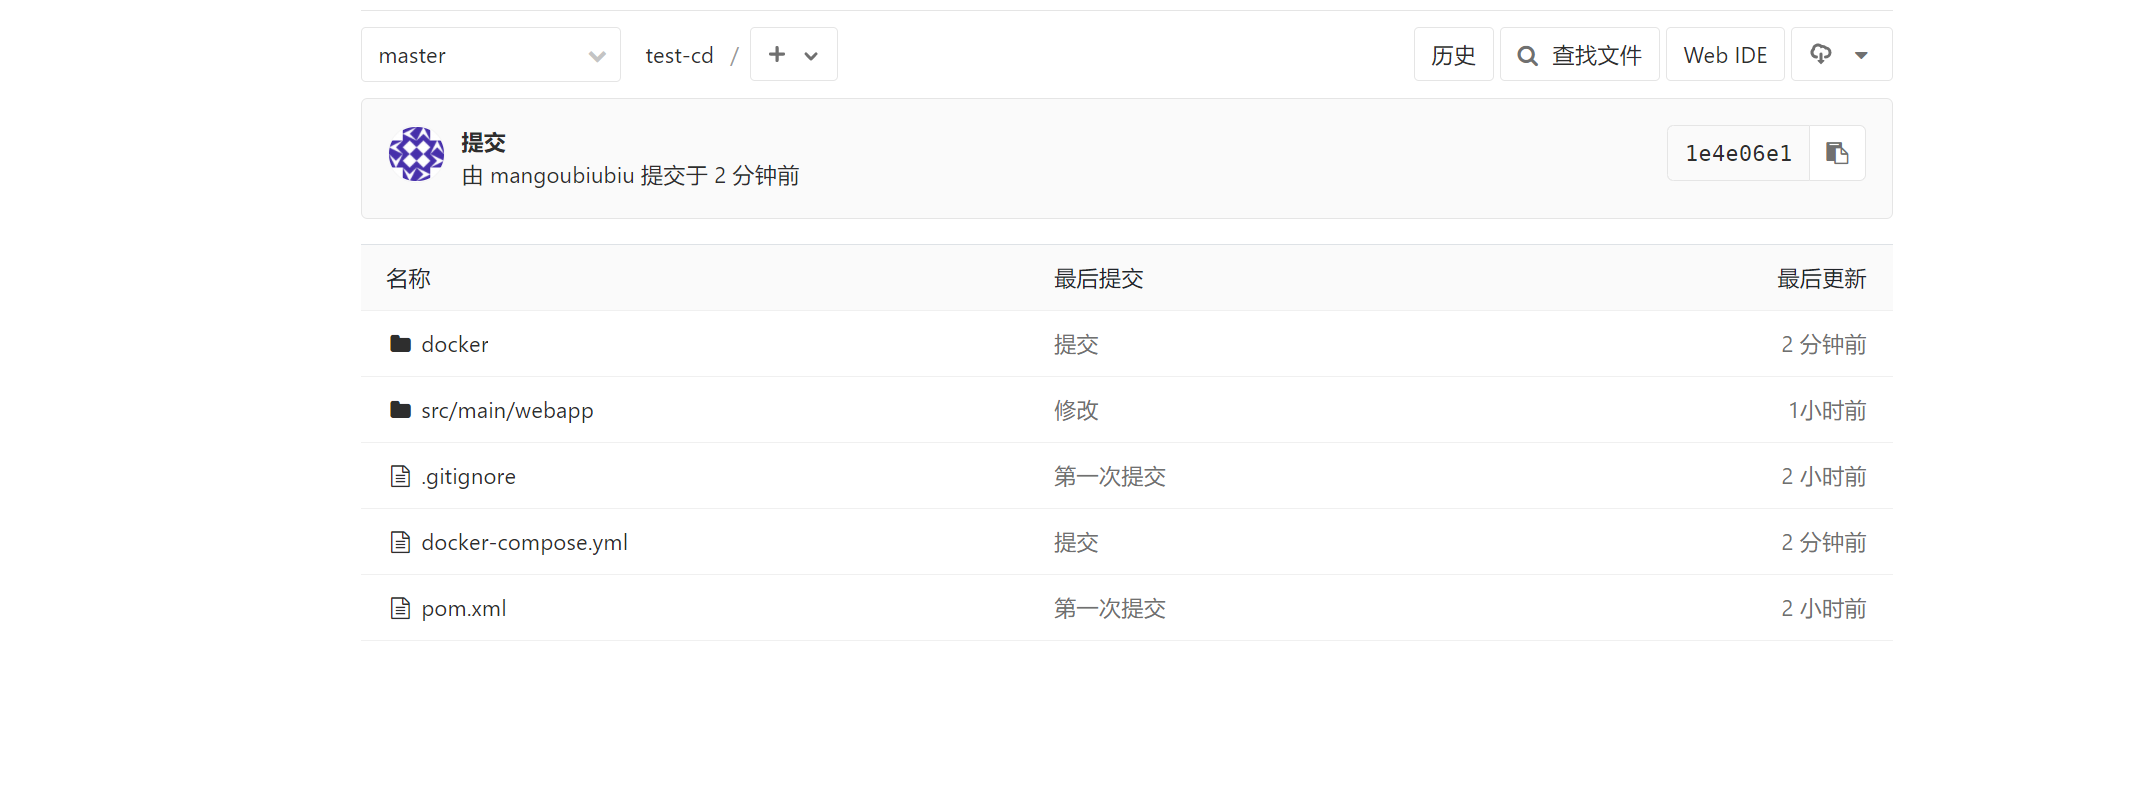 master test-cd / 历史 查找文件 Web IDE
提交
由 mangoubiubiu 提交于 2 分钟前
1e4e06e1
名称 最后提交 最后更新
docker 提交 2 分钟前
src/main/webapp 修改 1小时前
.gitignore 第一次提交 2 小时前
docker-compose.yml 提交 2 分钟前
pom.xml 第一次提交 2 小时前